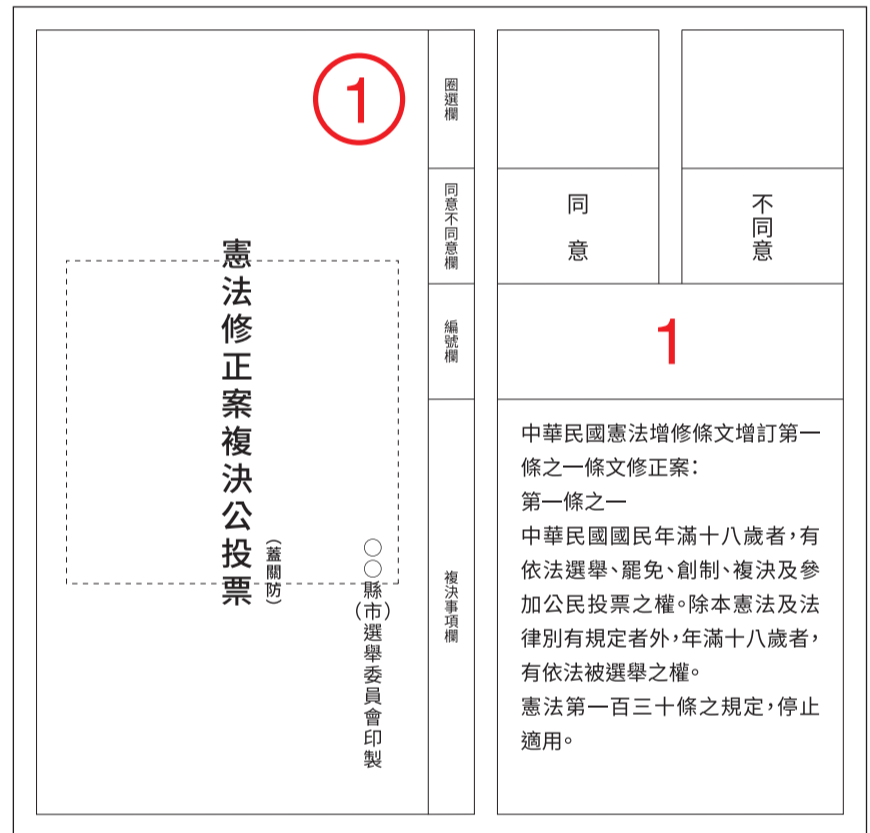 1
憲法修正案複決公投票
（蓋關防）
○○縣（市）選舉委員會印製
圈選欄
同意不同意欄
編號欄
複決事項欄
同意
不同意
1
中華民國憲法增修條文增訂第一
條之一條文修正案：
第一條之一
中華民國國民年滿十八歲者，有
依法選舉、罷免、創制、複決及參
加公民投票之權。除本憲法及法
律別有規定者外，年滿十八歲者，
有依法被選舉之權。
憲法第一百三十條之規定，停止
適用。